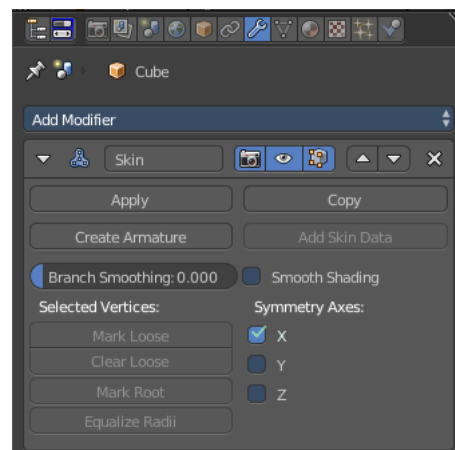 Cube
Add Modifier
Skin
Apply Copy
Create Armature Add Skin Data
Branch Smoothing: 0.000 Smooth Shading
Selected Vertices: Symmetry Axes:
Mark Loose X
Clear Loose Y
Mark Root Z
Equalize Radii